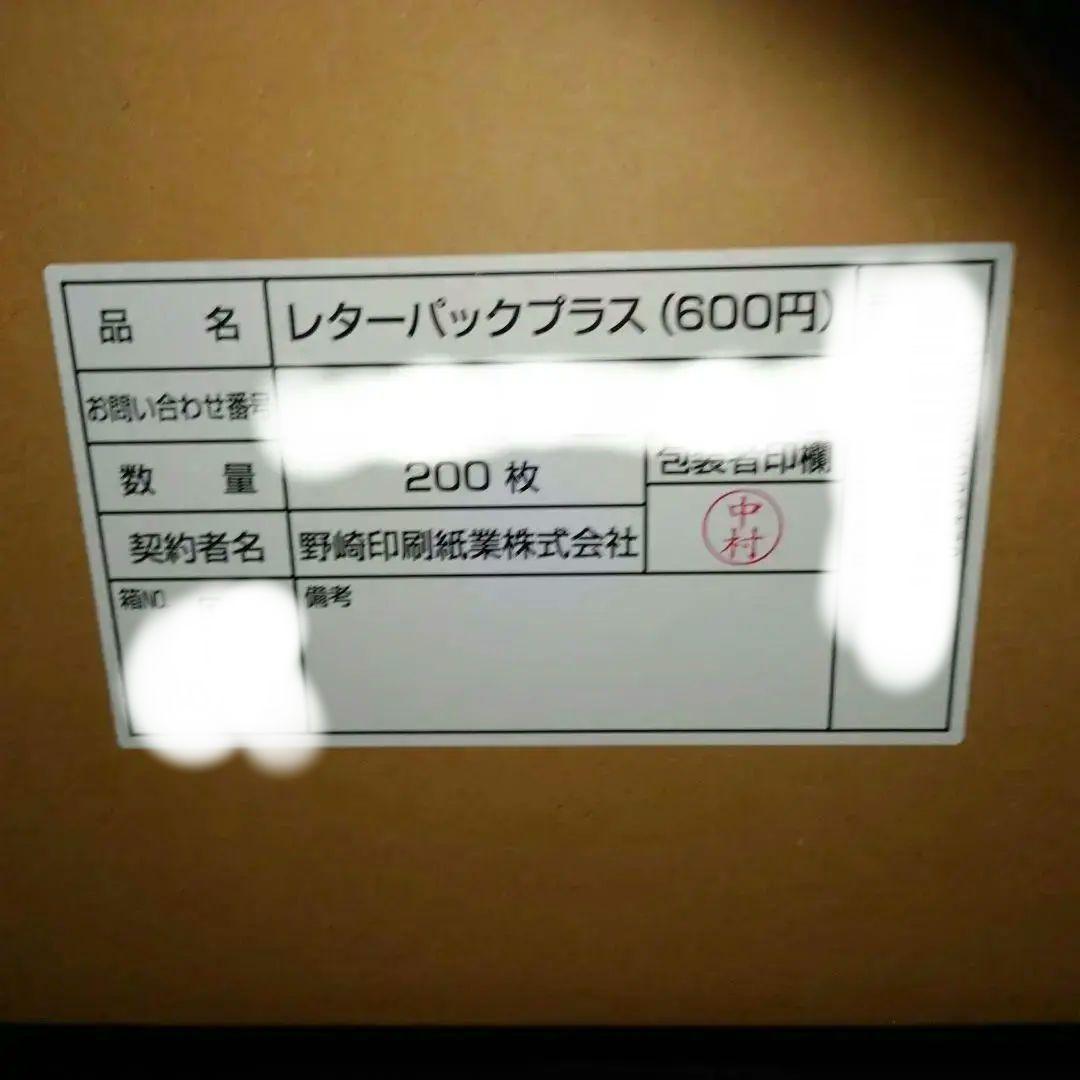 品名 レターパックプラス(600円)
お問い合わせ番号
数量 200 枚 包装者印欄
契約者名 野崎印刷紙業株式会社 中村
箱NO. 備考